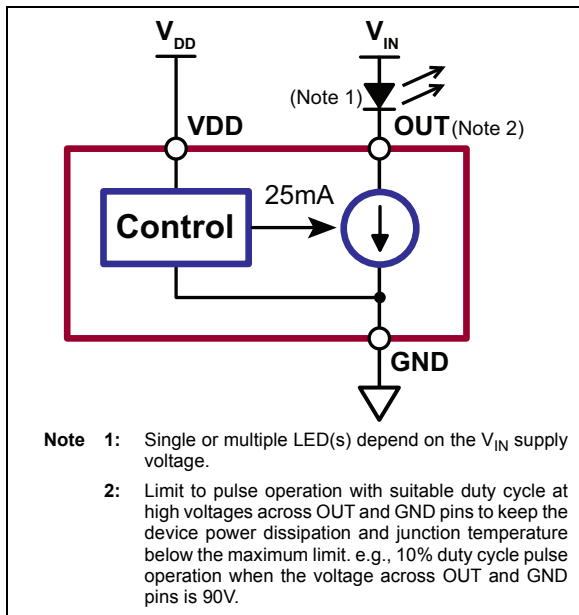 V_DD V_IN
(Note 1)
VDD OUT (Note 2)
25mA
Control
GND
Note 1: Single or multiple LED(s) depend on the V_IN supply
voltage.
2: Limit to pulse operation with suitable duty cycle at
high voltages across OUT and GND pins to keep the
device power dissipation and junction temperature
below the maximum limit. e.g., 10% duty cycle pulse
operation when the voltage across OUT and GND
pins is 90V.